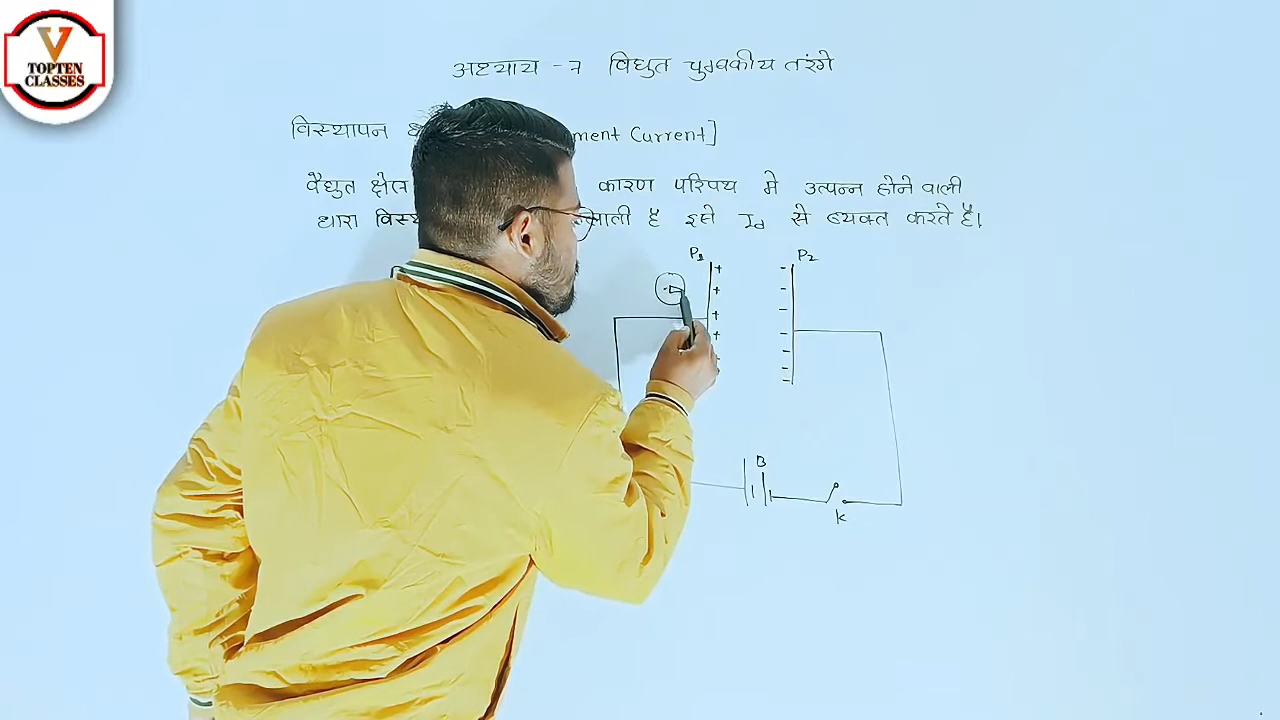 V
TOPTEN
CLASSES
अध्याय - 7 विद्युत चुम्बकीय तरंगे
विस्थापन ment Current]
वैद्युत क्षेत्र कारण परिपथ मे उत्पन्न होने वाली
धारा विस्थ लाती है इसे Id से व्यक्त करते है।
P1 P2
B
K